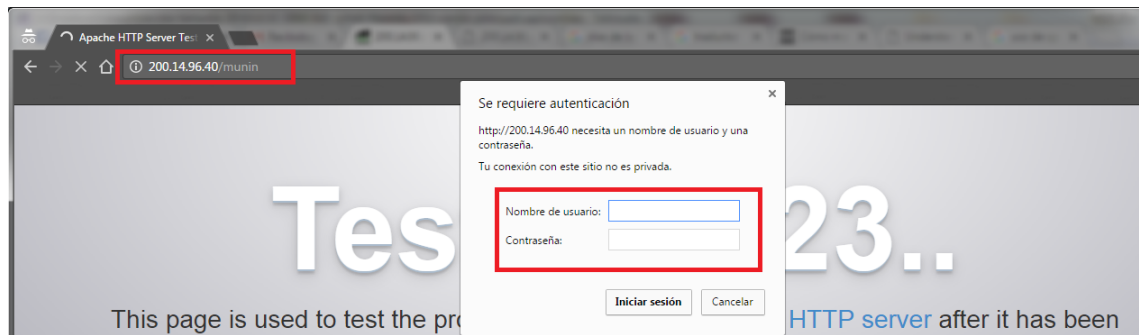 Apache HTTP Server Tes
200.14.96.40/munin
Se requiere autenticación
http://200.14.96.40 necesita un nombre de usuario y una
contraseña.
Tu conexión con este sitio no es privada.
Nombre de usuario:
Contraseña:
Iniciar sesión Cancelar
Tes 23..
This page is used to test the pro HTTP server after it has been